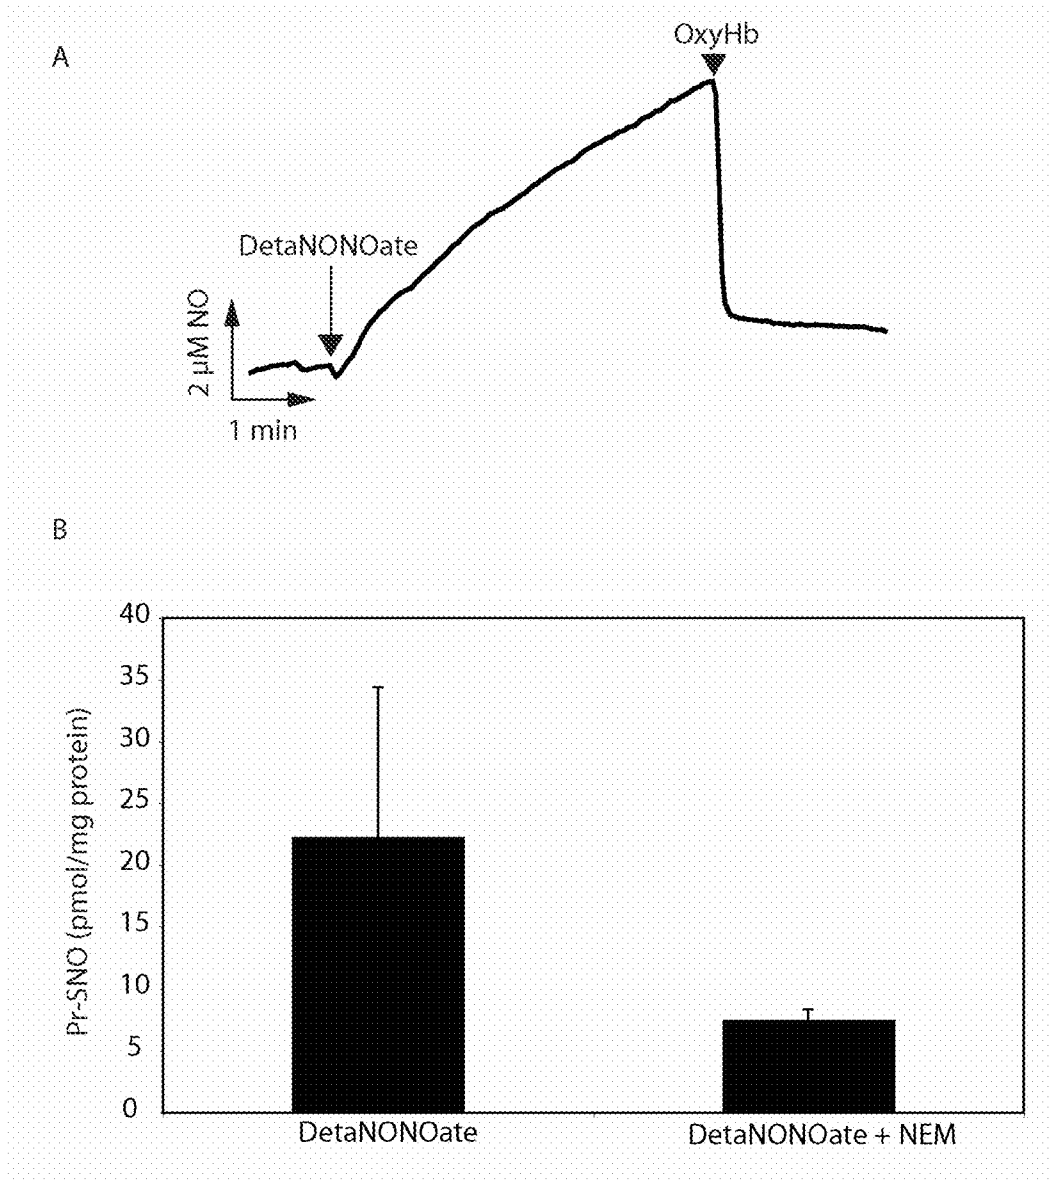 A
OxyHb
DetaNONOate
2 µM NO
1 min
B
40
35
30
25
20
15
10
5
0
Pr-SNO (pmol/mg protein)
DetaNONOate
DetaNONOate + NEM